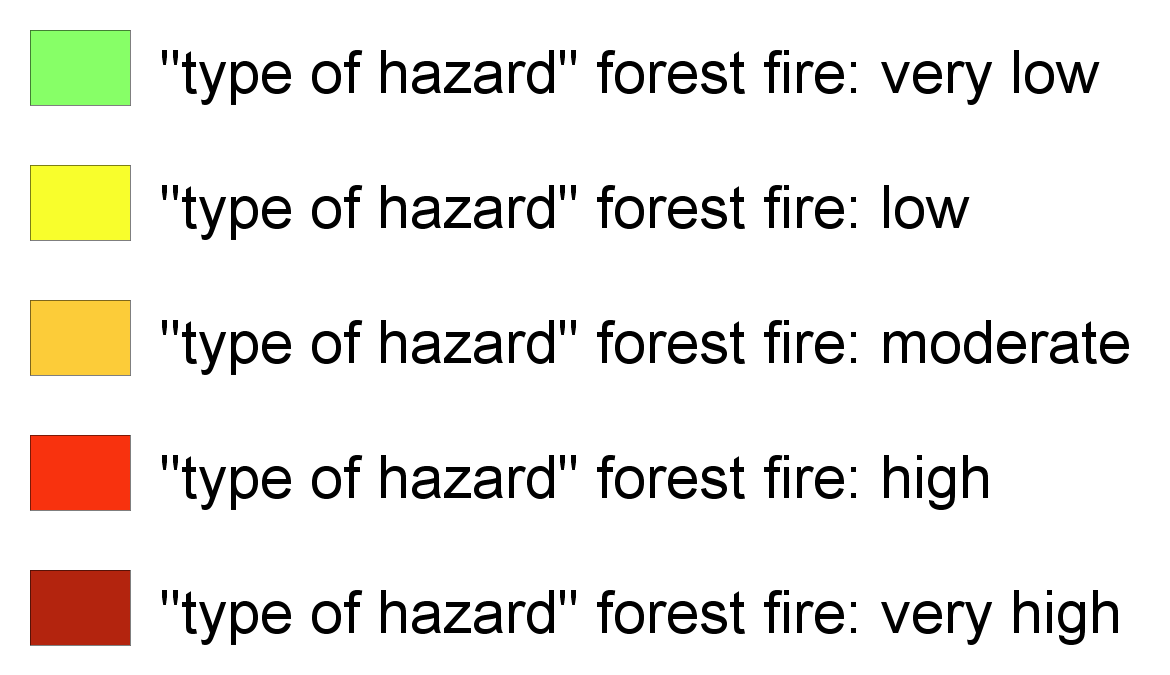 "type of hazard" forest fire: very low
"type of hazard" forest fire: low
"type of hazard" forest fire: moderate
"type of hazard" forest fire: high
"type of hazard" forest fire: very high